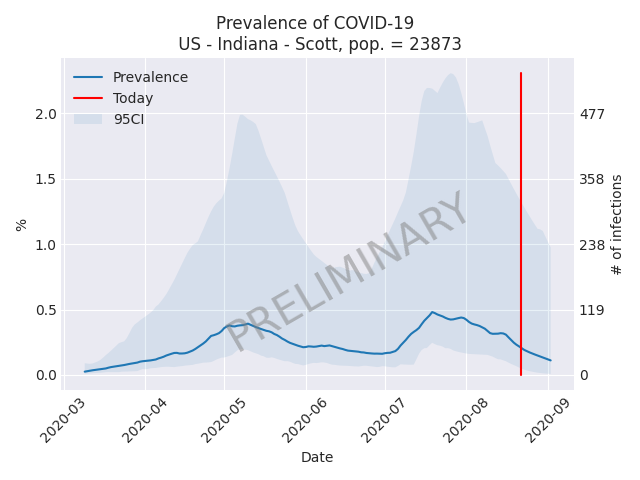 Prevalence of COVID-19
US - Indiana - Scott, pop. = 23873
Prevalence
Today
95CI
2.0
1.5
1.0
0.5
0.0
%
477
358
238
119
0
# of infections
PRELIMINARY
2020-03
2020-04
2020-05
2020-06
2020-07
2020-08
2020-09
Date